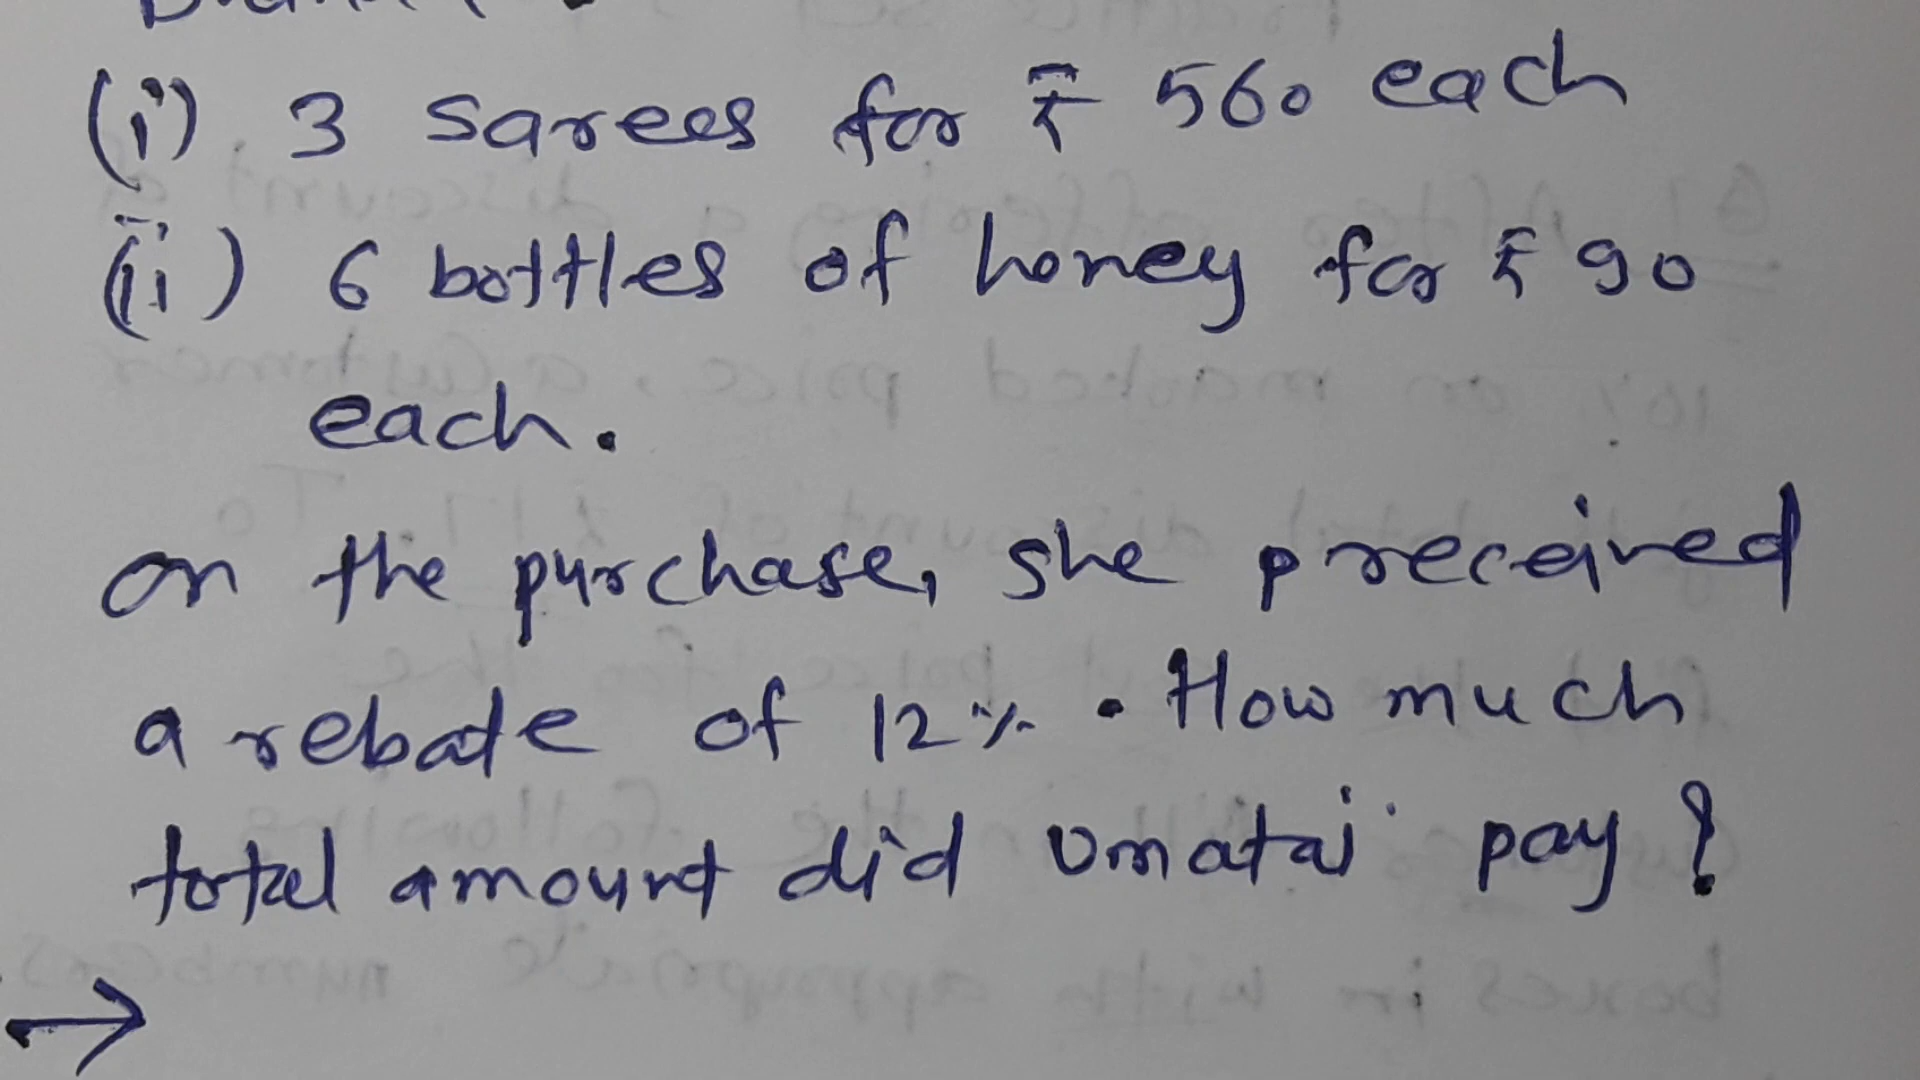 (i) 3 sarees for ₹ 560 each
(ii) 6 bottles of honey for ₹ 90
each.
on the purchase, she preceived
a rebate of 12% . How much
total amount did Umatai pay?
→